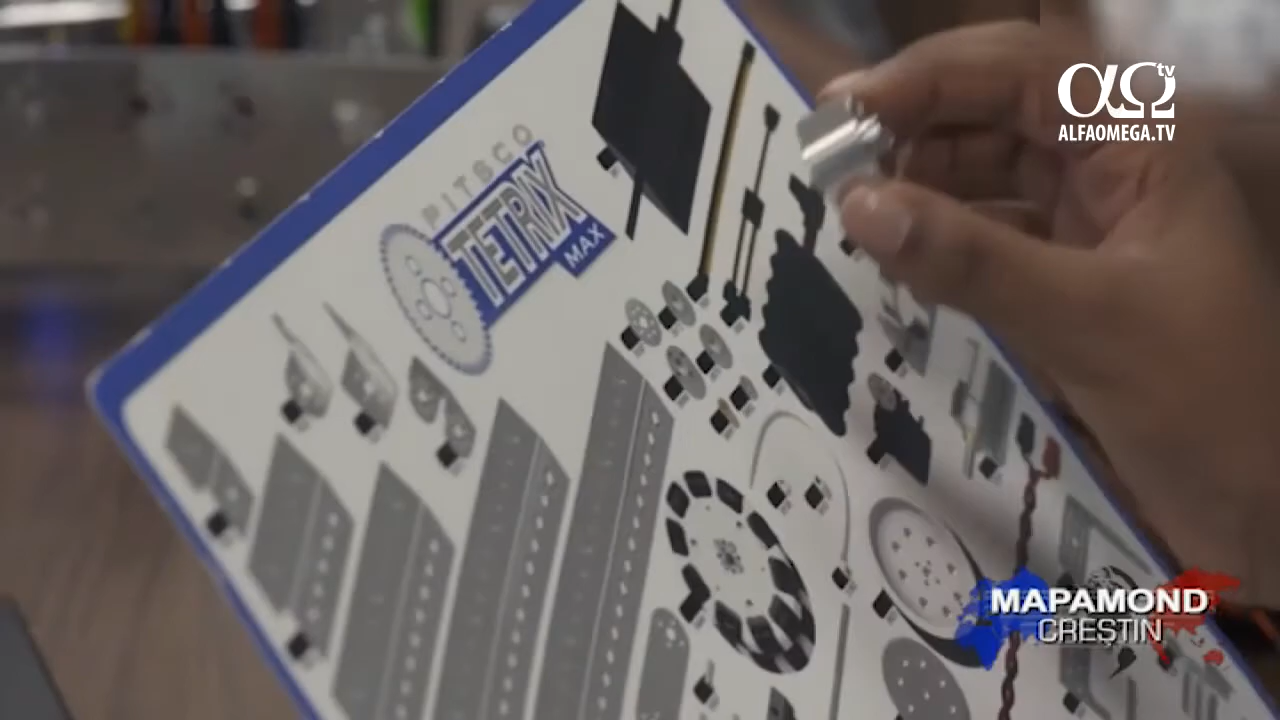 αΩ tv
ALFAOMEGA.TV
PITSCO
TETRIX
MAX
MAPAMOND
CREȘTIN